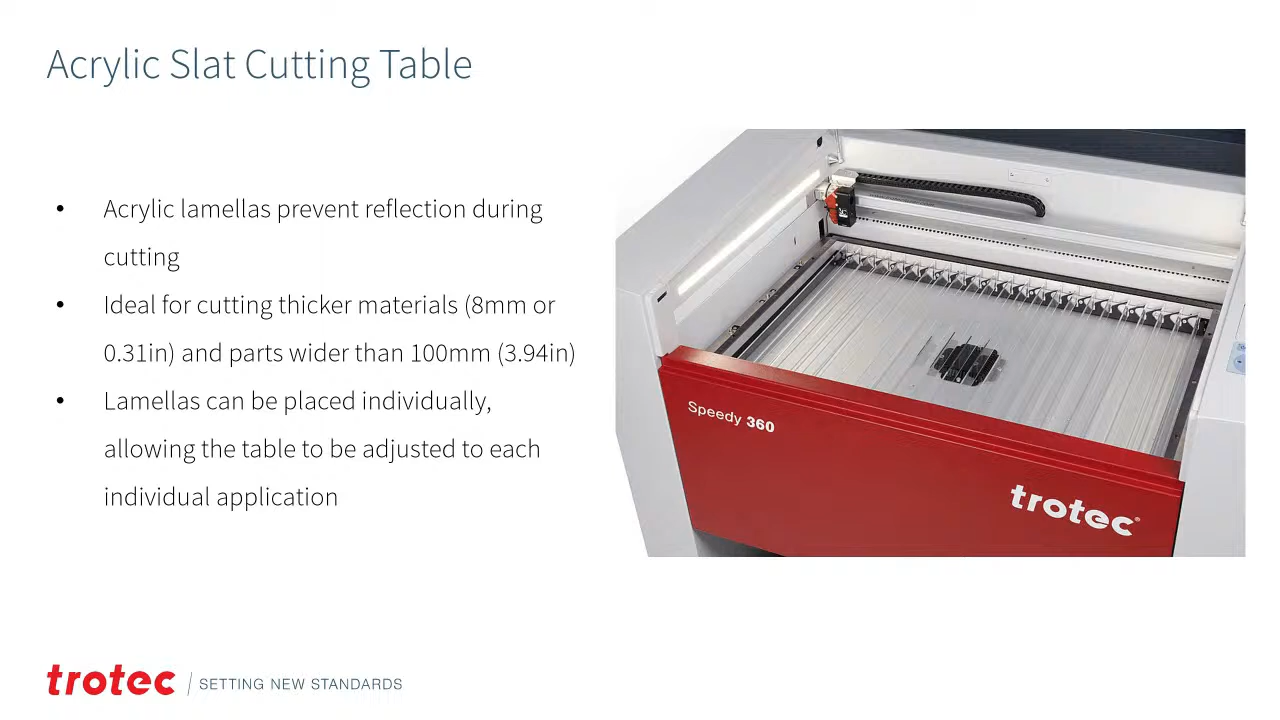 Acrylic Slat Cutting Table
• Acrylic lamellas prevent reflection during
cutting
• Ideal for cutting thicker materials (8mm or
0.31in) and parts wider than 100mm (3.94in)
• Lamellas can be placed individually,
allowing the table to be adjusted to each
individual application
Speedy 360
trotec®
trotec / SETTING NEW STANDARDS